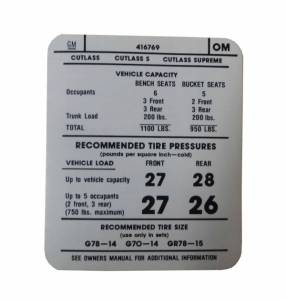 GM 416769 OM
CUTLASS CUTLASS S CUTLASS SUPREME
VEHICLE CAPACITY
BENCH SEATS BUCKET SEATS
Occupants 6 5
3 Front 2 Front
3 Rear 3 Rear
Trunk Load 200 lbs. 200 lbs.
TOTAL 1100 LBS. 950 LBS.
RECOMMENDED TIRE PRESSURES
(pounds per square inch—cold)
VEHICLE LOAD FRONT REAR
Up to vehicle capacity 27 28
Up to 5 occupants
(2 front, 3 rear) 27 26
(750 lbs. maximum)
RECOMMENDED TIRE SIZE
(use only in sets)
G78—14 G70—14 GR78—15
SEE OWNERS MANUAL FOR ADDITIONAL INFORMATION